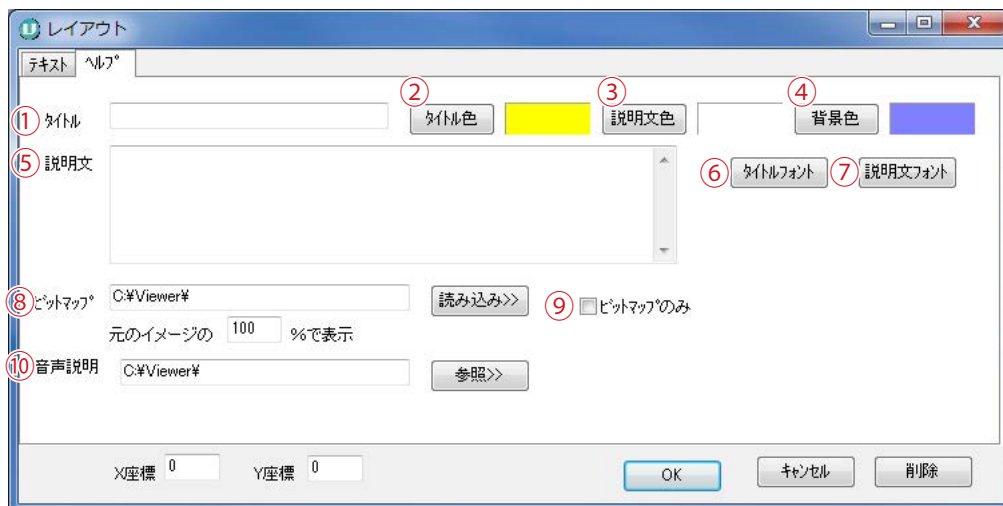 レイアウト
テキスト ﾍﾙﾌﾟ
① ﾀｲﾄﾙ ② ﾀｲﾄﾙ色 ③ 説明文色 ④ 背景色
⑤ 説明文 ⑥ ﾀｲﾄﾙﾌｫﾝﾄ ⑦ 説明文ﾌｫﾝﾄ
⑧ ﾋﾞｯﾄﾏｯﾌﾟ C:¥Viewer¥ 読み込み>> ⑨ ﾋﾞｯﾄﾏｯﾌﾟのみ
元のイメージの 100 %で表示
⑩ 音声説明 C:¥Viewer¥ 参照>>
X座標 0 Y座標 0 OK ｷｬﾝｾﾙ 削除